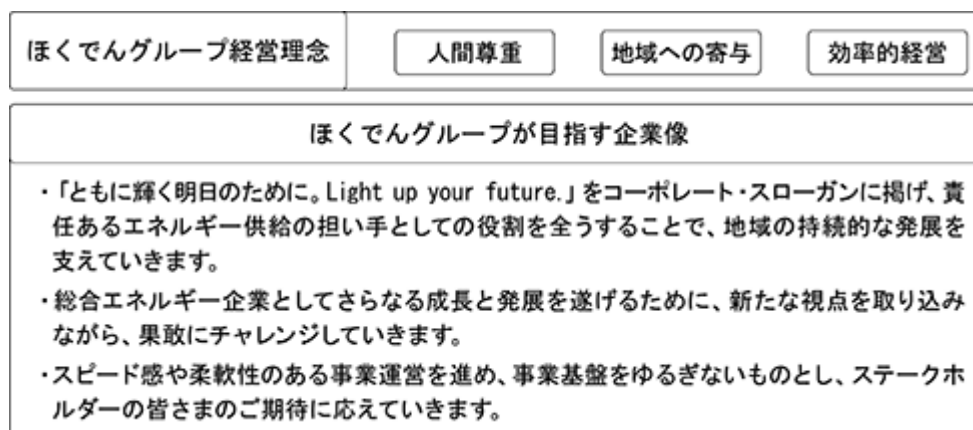 ほくでんグループ経営理念 人間尊重 地域への寄与 効率的経営
ほくでんグループが目指す企業像
・「ともに輝く明日のために。Light up your future.」をコーポレート・スローガンに掲げ、責
任あるエネルギー供給の担い手としての役割を全うすることで、地域の持続的な発展を
支えていきます。
・総合エネルギー企業としてさらなる成長と発展を遂げるために、新たな視点を取り込み
ながら、果敢にチャレンジしていきます。
・スピード感や柔軟性のある事業運営を進め、事業基盤をゆるぎないものとし、ステークホ
ルダーの皆さまのご期待に応えていきます。